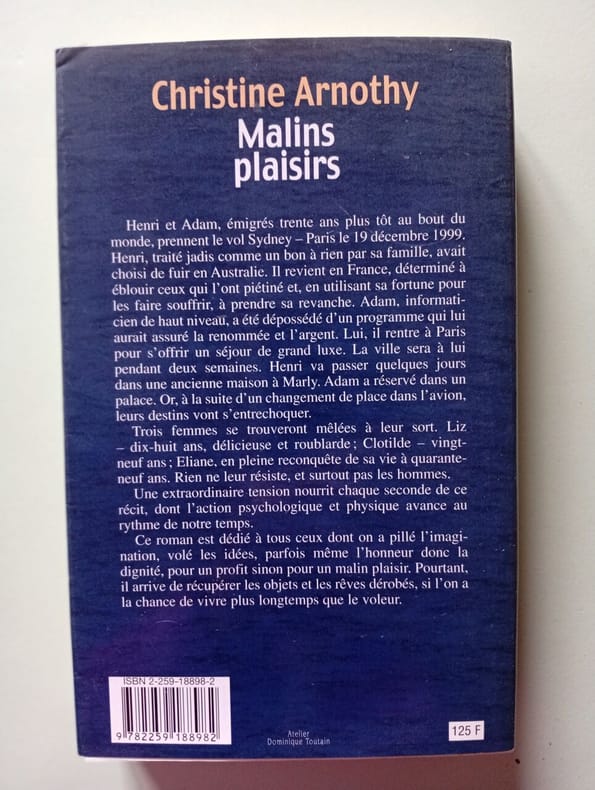 Christine Arnothy
Malins
plaisirs
Henri et Adam, émigrés trente ans plus tôt au bout du
monde, prennent le vol Sydney – Paris le 19 décembre 1999.
Henri, traité jadis comme un bon à rien par sa famille, avait
choisi de fuir en Australie. Il revient en France, déterminé à
éblouir ceux qui l'ont piétiné et, en utilisant sa fortune pour
les faire souffrir, à prendre sa revanche. Adam, informati-
cien de haut niveau, a été dépossédé d'un programme qui lui
aurait assuré la renommée et l'argent. Lui, il rentre à Paris
pour s'offrir un séjour de grand luxe. La ville sera à lui
pendant deux semaines. Henri va passer quelques jours
dans une ancienne maison à Marly. Adam a réservé dans un
palace. Or, à la suite d'un changement de place dans l'avion,
leurs destins vont s'entrechoquer.
Trois femmes se trouveront mêlées à leur sort. Liz
– dix-huit ans, délicieuse et roublarde ; Clotilde – vingt-
neuf ans ; Eliane, en pleine reconquête de sa vie à quarante-
neuf ans. Rien ne leur résiste, et surtout pas les hommes.
Une extraordinaire tension nourrit chaque seconde de ce
récit, dont l'action psychologique et physique avance au
rythme de notre temps.
Ce roman est dédié à tous ceux dont on a pillé l'imagi-
nation, volé les idées, parfois même l'honneur donc la
dignité, pour un profit sinon pour un malin plaisir. Pourtant,
il arrive de récupérer les objets et les rêves dérobés, si l'on a
la chance de vivre plus longtemps que le voleur.
ISBN 2-259-18898-2
9 782259 188982
Atelier
Dominique Toutain
125 F